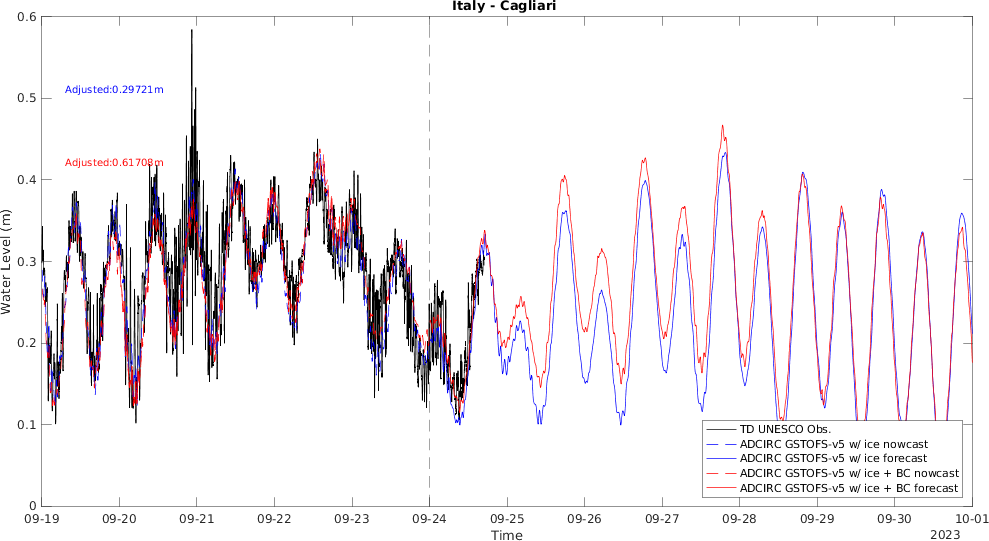 Italy - Cagliari
0.6
0.5
0.4
0.3
0.2
0.1
0
Water Level (m)
Adjusted:0.29721m
Adjusted:0.61708m
TD UNESCO Obs.
ADCIRC GSTOFS-v5 w/ ice nowcast
ADCIRC GSTOFS-v5 w/ ice forecast
ADCIRC GSTOFS-v5 w/ ice + BC nowcast
ADCIRC GSTOFS-v5 w/ ice + BC forecast
09-19 09-20 09-21 09-22 09-23 09-24 09-25 09-26 09-27 09-28 09-29 09-30 10-01
Time
2023